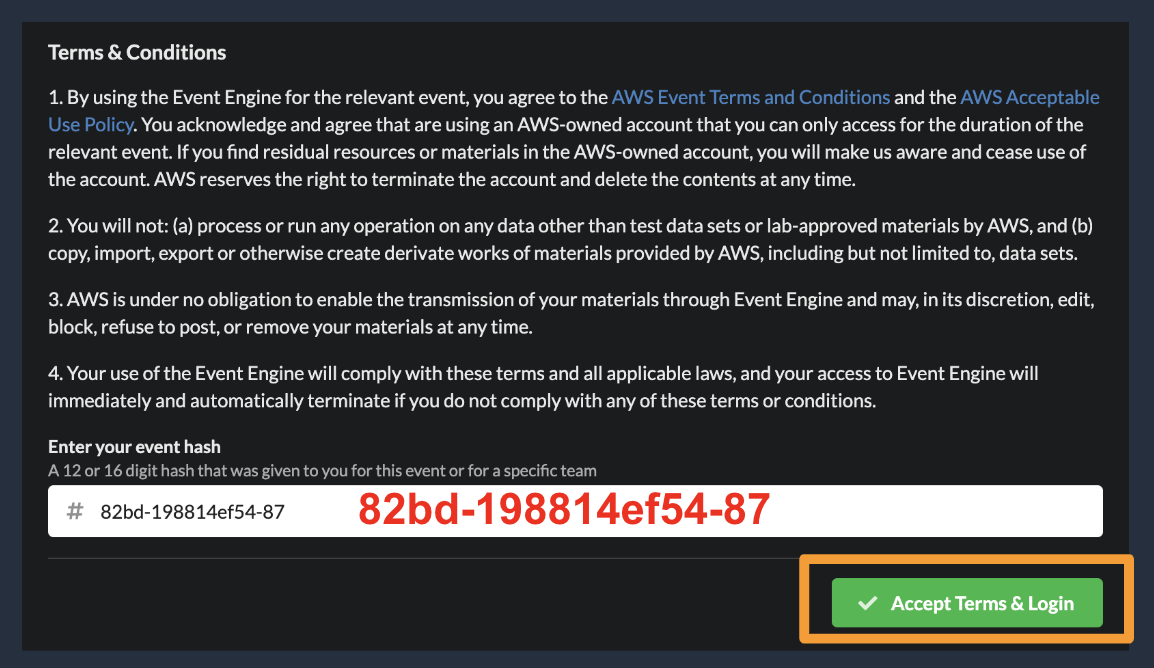 Terms & Conditions
1. By using the Event Engine for the relevant event, you agree to the AWS Event Terms and Conditions and the AWS Acceptable
Use Policy. You acknowledge and agree that are using an AWS-owned account that you can only access for the duration of the
relevant event. If you find residual resources or materials in the AWS-owned account, you will make us aware and cease use of
the account. AWS reserves the right to terminate the account and delete the contents at any time.
2. You will not: (a) process or run any operation on any data other than test data sets or lab-approved materials by AWS, and (b)
copy, import, export or otherwise create derivate works of materials provided by AWS, including but not limited to, data sets.
3. AWS is under no obligation to enable the transmission of your materials through Event Engine and may, in its discretion, edit,
block, refuse to post, or remove your materials at any time.
4. Your use of the Event Engine will comply with these terms and all applicable laws, and your access to Event Engine will
immediately and automatically terminate if you do not comply with any of these terms or conditions.
Enter your event hash
A 12 or 16 digit hash that was given to you for this event or for a specific team
# 82bd-198814ef54-87 82bd-198814ef54-87
Accept Terms & Login